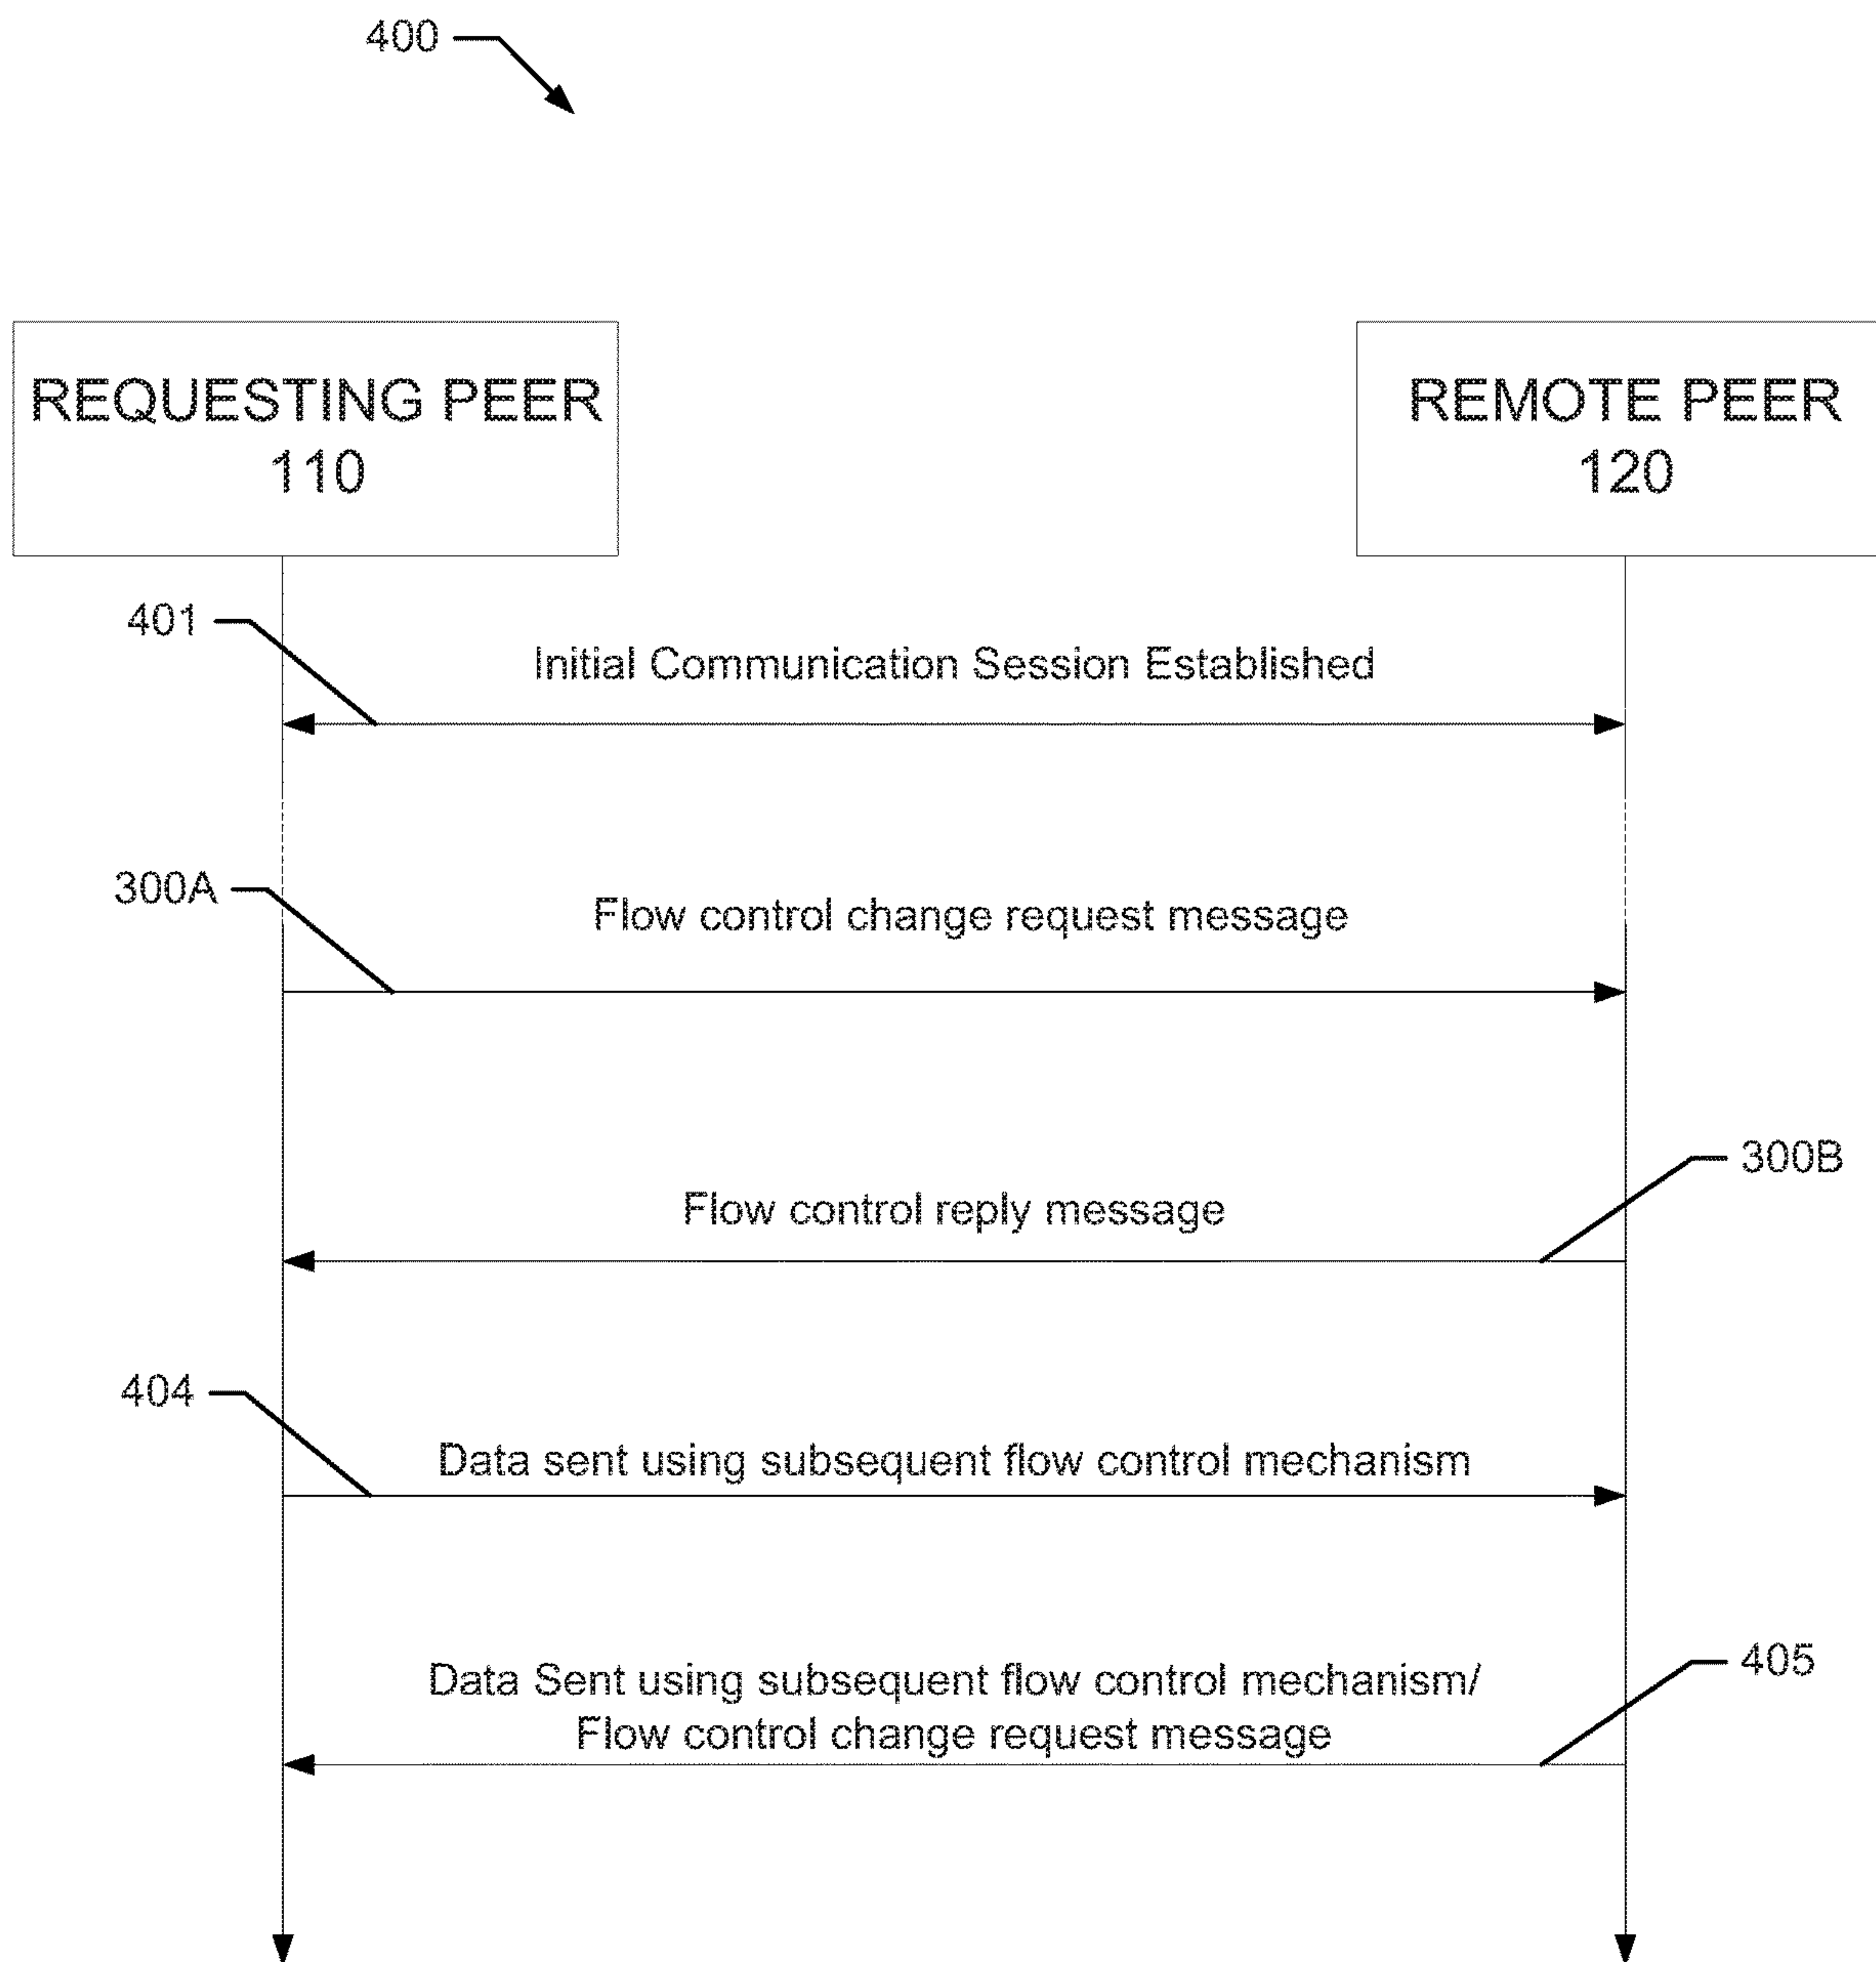 400
REQUESTING PEER
110
REMOTE PEER
120
401
Initial Communication Session Established
300A
Flow control change request message
300B
Flow control reply message
404
Data sent using subsequent flow control mechanism
405
Data Sent using subsequent flow control mechanism/
Flow control change request message